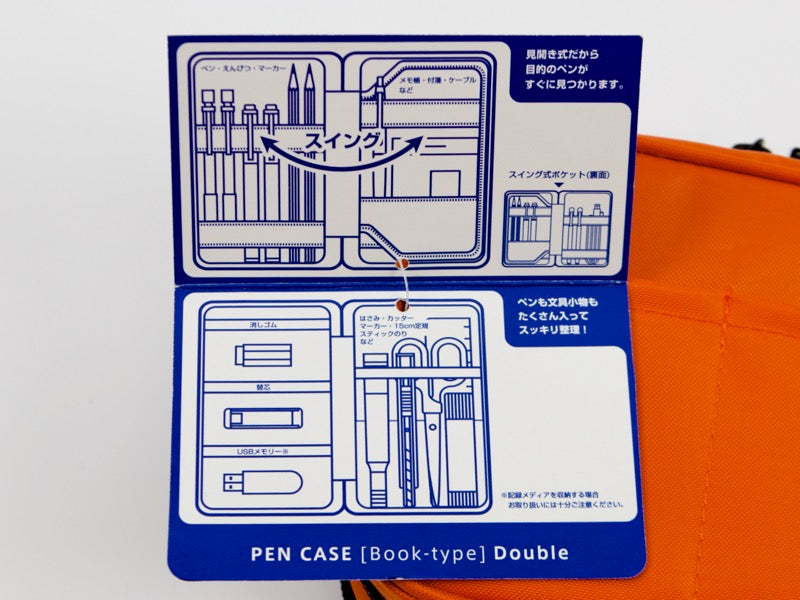 見開き式だから
目的のペンが
すぐに見つかります。
ペン・えんぴつ・マーカー
メモ帳・付箋・ケーブル
など
スイング
スイング式ポケット(裏面)
ペンも文具小物も
たくさん入って
スッキリ整理！
消しゴム
替芯
USBメモリー※
はさみ・カッター
マーカー・15cm定規
スティックのり
など
※記録メディアを収納する場合
お取り扱いには十分ご注意ください。
PEN CASE [Book-type] Double